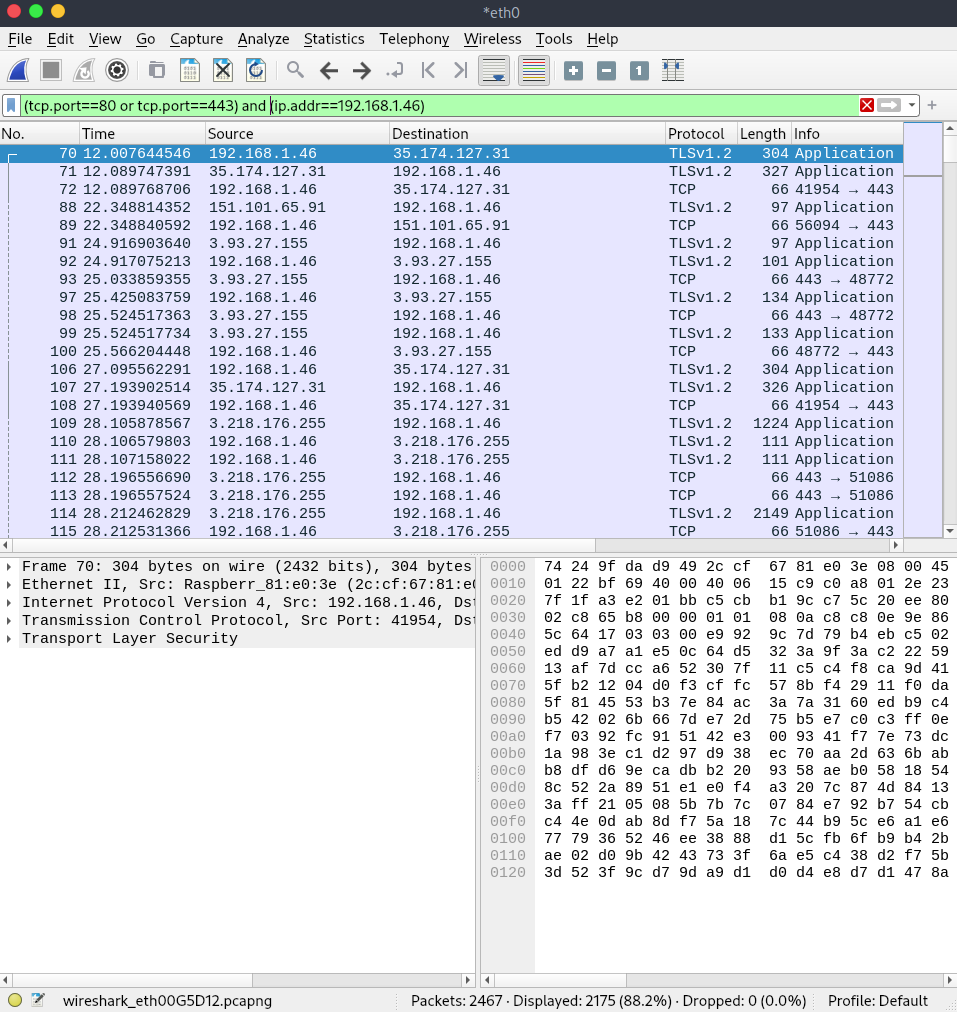 *eth0
File Edit View Go Capture Analyze Statistics Telephony Wireless Tools Help
(tcp.port==80 or tcp.port==443) and (ip.addr==192.168.1.46)
No. Time Source Destination Protocol Length Info
70 12.007644546 192.168.1.46 35.174.127.31 TLSv1.2 304 Application
71 12.089747391 35.174.127.31 192.168.1.46 TLSv1.2 327 Application
72 12.089768706 192.168.1.46 35.174.127.31 TCP 66 41954 → 443
88 22.348814352 151.101.65.91 192.168.1.46 TLSv1.2 97 Application
89 22.348840592 192.168.1.46 151.101.65.91 TCP 66 56094 → 443
91 24.916903640 3.93.27.155 192.168.1.46 TLSv1.2 97 Application
92 24.917075213 192.168.1.46 3.93.27.155 TLSv1.2 101 Application
93 25.033859355 3.93.27.155 192.168.1.46 TCP 66 443 → 48772
97 25.425083759 192.168.1.46 3.93.27.155 TLSv1.2 134 Application
98 25.524517363 3.93.27.155 192.168.1.46 TCP 66 443 → 48772
99 25.524517734 3.93.27.155 192.168.1.46 TLSv1.2 133 Application
100 25.566204448 192.168.1.46 3.93.27.155 TCP 66 48772 → 443
106 27.095562291 192.168.1.46 35.174.127.31 TLSv1.2 304 Application
107 27.193902514 35.174.127.31 192.168.1.46 TLSv1.2 326 Application
108 27.193940569 192.168.1.46 35.174.127.31 TCP 66 41954 → 443
109 28.105878567 3.218.176.255 192.168.1.46 TLSv1.2 1224 Application
110 28.106579803 192.168.1.46 3.218.176.255 TLSv1.2 111 Application
111 28.107158022 192.168.1.46 3.218.176.255 TLSv1.2 111 Application
112 28.196556690 3.218.176.255 192.168.1.46 TCP 66 443 → 51086
113 28.196557524 3.218.176.255 192.168.1.46 TCP 66 443 → 51086
114 28.212462829 3.218.176.255 192.168.1.46 TLSv1.2 2149 Application
115 28.212531366 192.168.1.46 3.218.176.255 TCP 66 51086 → 443
Frame 70: 304 bytes on wire (2432 bits), 304 bytes
Ethernet II, Src: Raspberr_81:e0:3e (2c:cf:67:81:e0
Internet Protocol Version 4, Src: 192.168.1.46, Dst
Transmission Control Protocol, Src Port: 41954, Dst
Transport Layer Security
0000 74 24 9f da d9 49 2c cf 67 81 e0 3e 08 00 45
0010 01 22 bf 69 40 00 40 06 15 c9 c0 a8 01 2e 23
0020 7f 1f a3 e2 01 bb c5 cb b1 9c c7 5c 20 ee 80
0030 02 c8 65 b8 00 00 01 01 08 0a c8 c8 0e 9e 86
0040 5c 64 17 03 03 00 e9 92 9c 7d 79 b4 eb c5 02
0050 ed d9 a7 a1 e5 0c 64 d5 32 3a 9f 3a c2 22 59
0060 13 af 7d cc a6 52 30 7f 11 c5 c4 f8 ca 9d 41
0070 5f b2 12 04 d0 f3 cf fc 57 8b f4 29 11 f0 da
0080 5f 81 45 53 b3 7e 84 ac 3a 7a 31 60 ed b9 c4
0090 b5 42 02 6b 66 7d e7 2d 75 b5 e7 c0 c3 ff 0e
00a0 f7 03 92 fc 91 51 42 e3 00 93 41 f7 7e 73 dc
00b0 1a 98 3e c1 d2 97 d9 38 ec 70 aa 2d 63 6b ab
00c0 b8 df d6 9e ca db b2 20 93 58 ae b0 58 18 54
00d0 8c 52 2a 89 51 e1 e0 f4 a3 20 7c 87 4d 84 13
00e0 3a ff 21 05 08 5b 7b 7c 07 84 e7 92 b7 54 cb
00f0 c4 4e 0d ab 8d f7 5a 18 7c 44 b9 5c e6 a1 e6
0100 77 79 36 52 46 ee 38 88 d1 5c fb 6f b9 b4 2b
0110 ae 02 d0 9b 42 43 73 3f 6a e5 c4 38 d2 f7 5b
0120 3d 52 3f 9c d7 9d a9 d1 d0 d4 e8 d7 d1 47 8a
wireshark_eth00G5D12.pcapng Packets: 2467 · Displayed: 2175 (88.2%) · Dropped: 0 (0.0%) Profile: Default